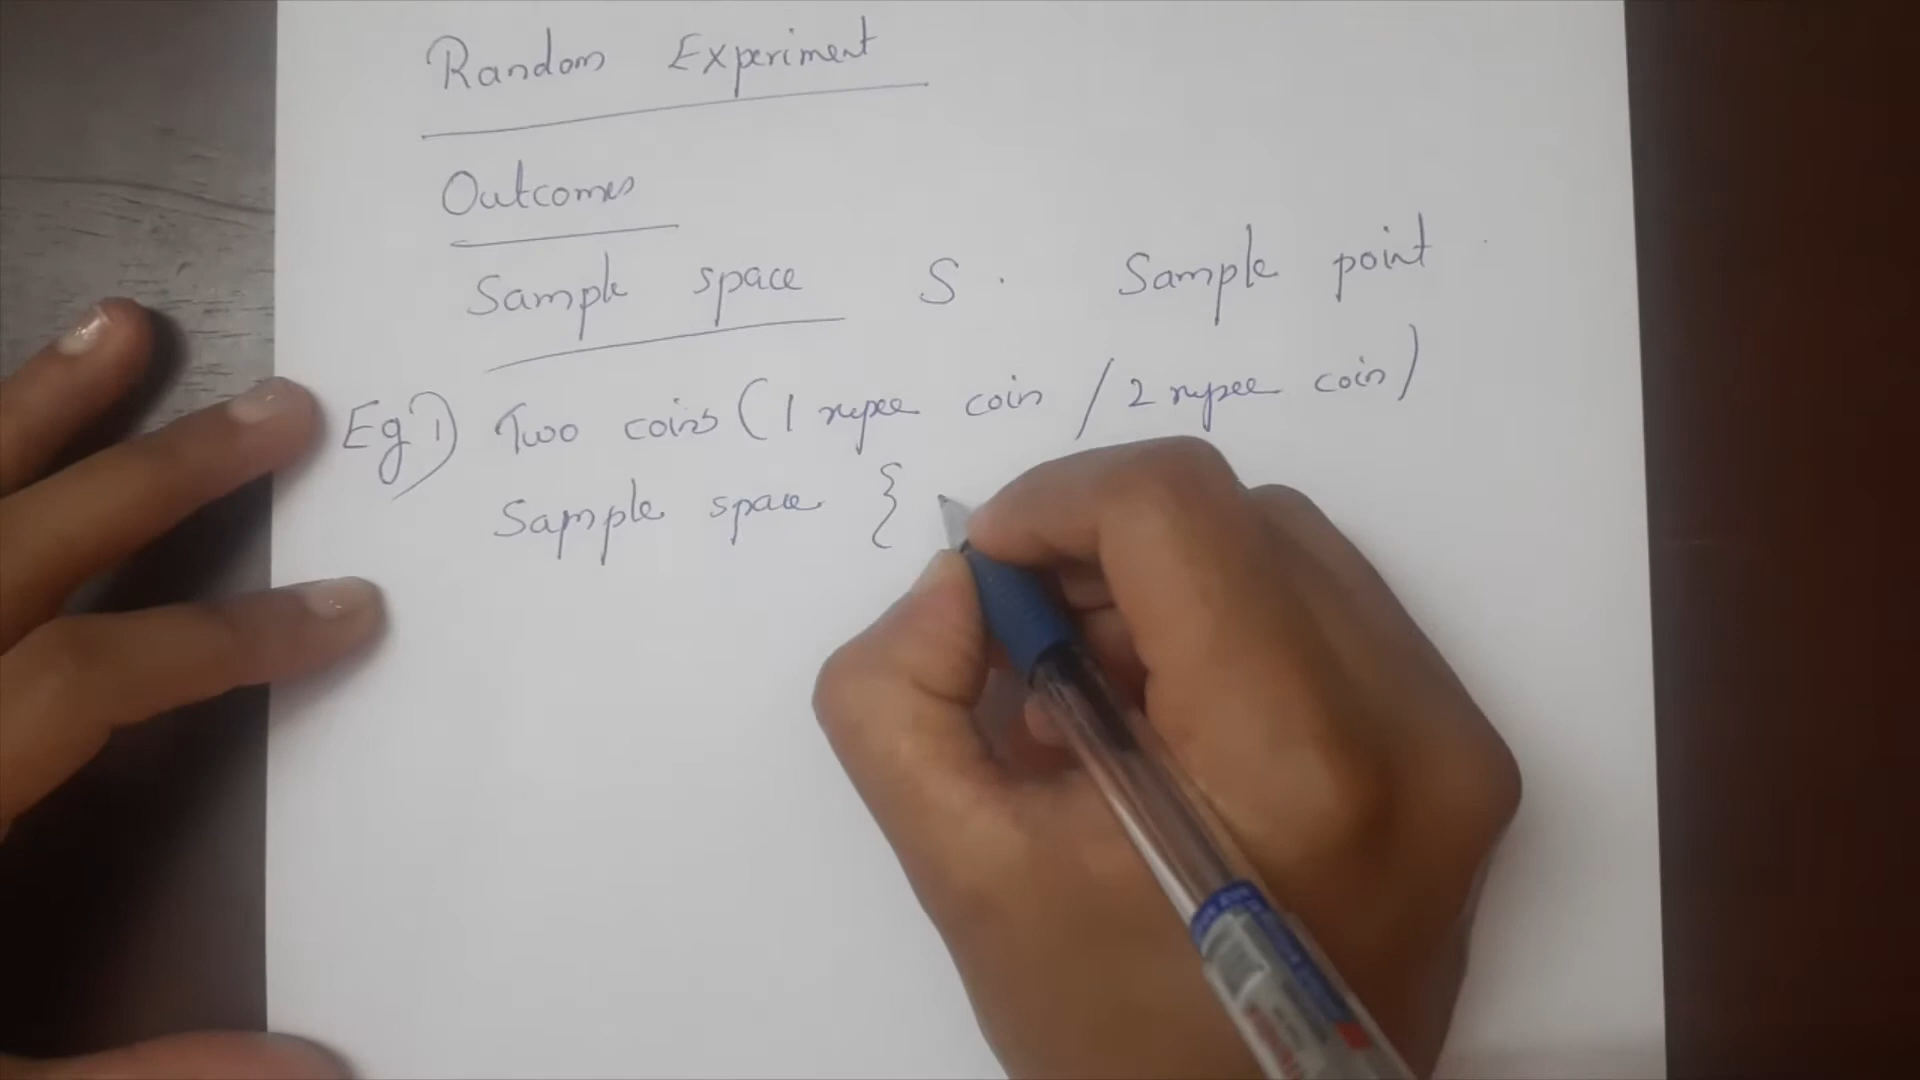 Random Experiment
Outcomes
Sample space S. Sample point.
Eg 1) Two coins (1 rupee coin / 2 rupee coin)
Sample space {